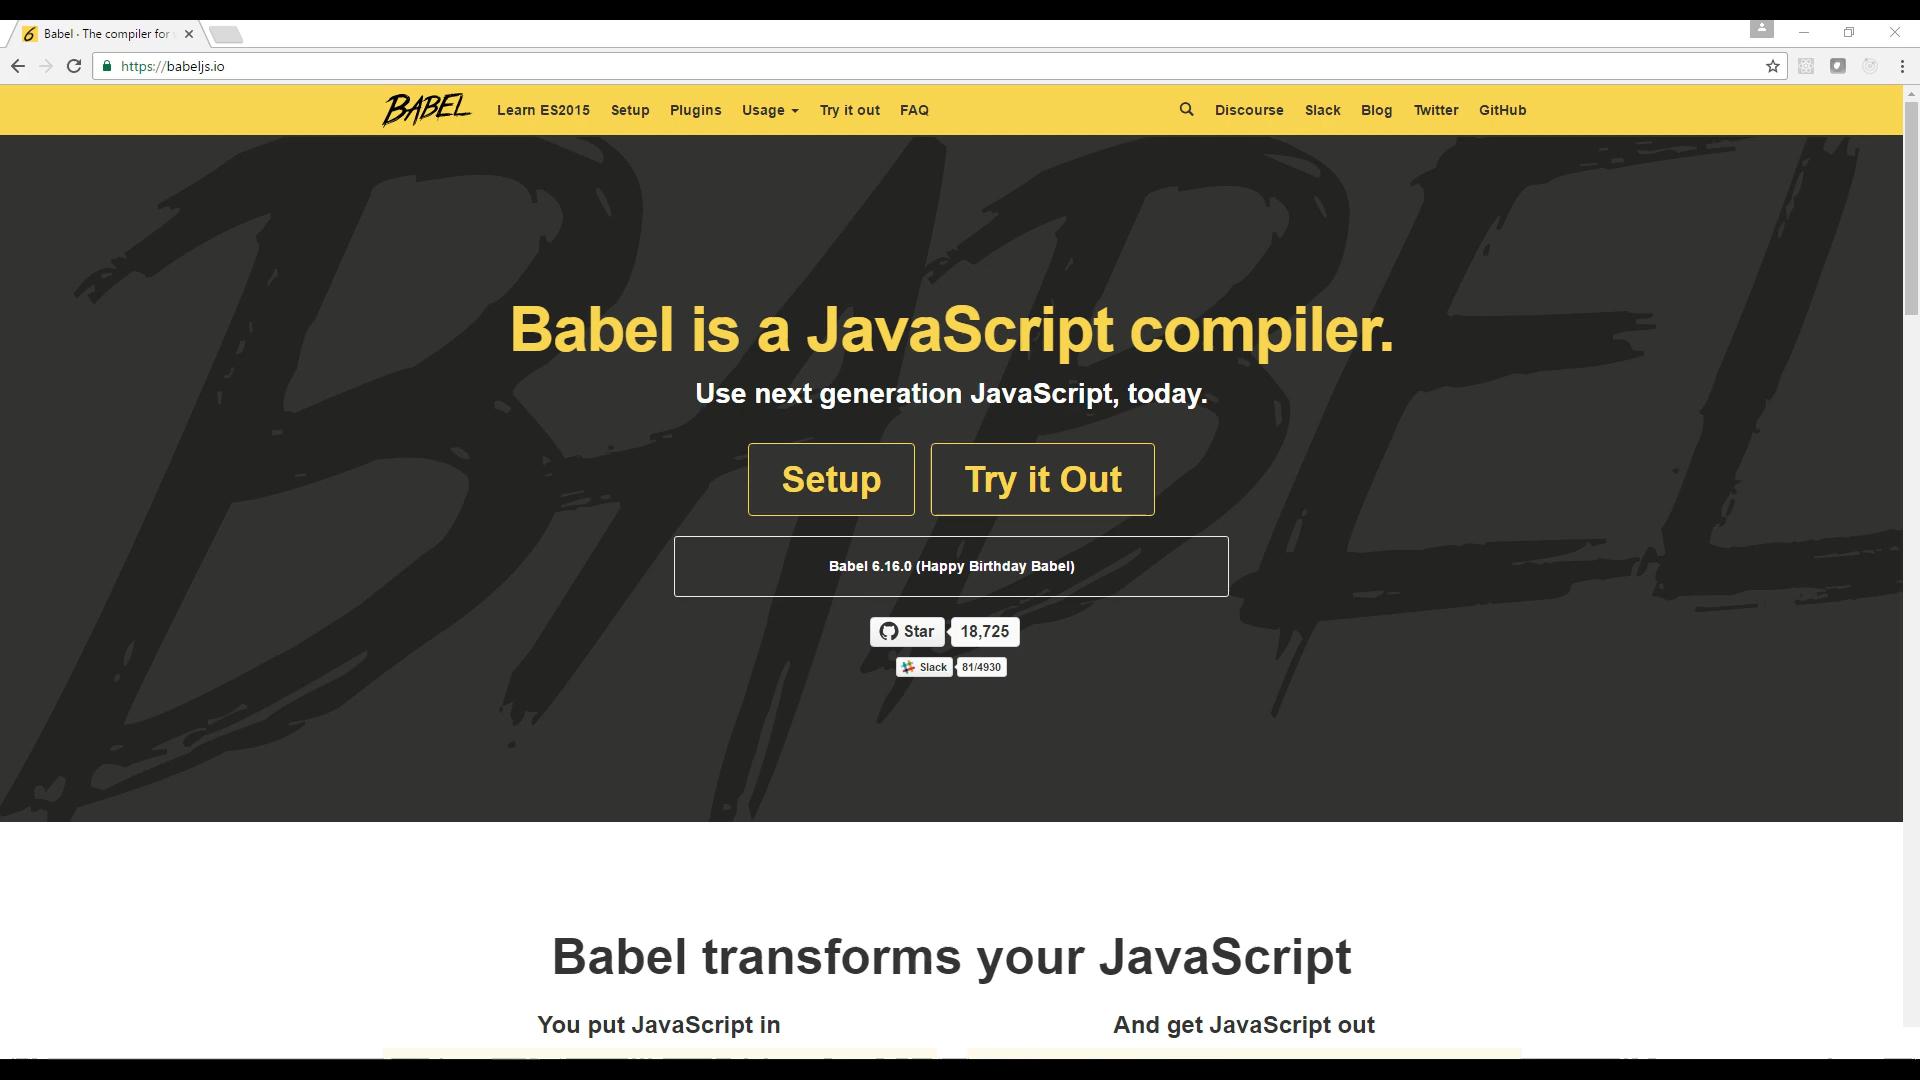 Babel · The compiler for
https://babeljs.io
BABEL Learn ES2015 Setup Plugins Usage Try it out FAQ Discourse Slack Blog Twitter GitHub
BABEL
Babel is a JavaScript compiler.
Use next generation JavaScript, today.
Setup Try it Out
Babel 6.16.0 (Happy Birthday Babel)
Star 18,725
Slack 81/4930
Babel transforms your JavaScript
You put JavaScript in And get JavaScript out